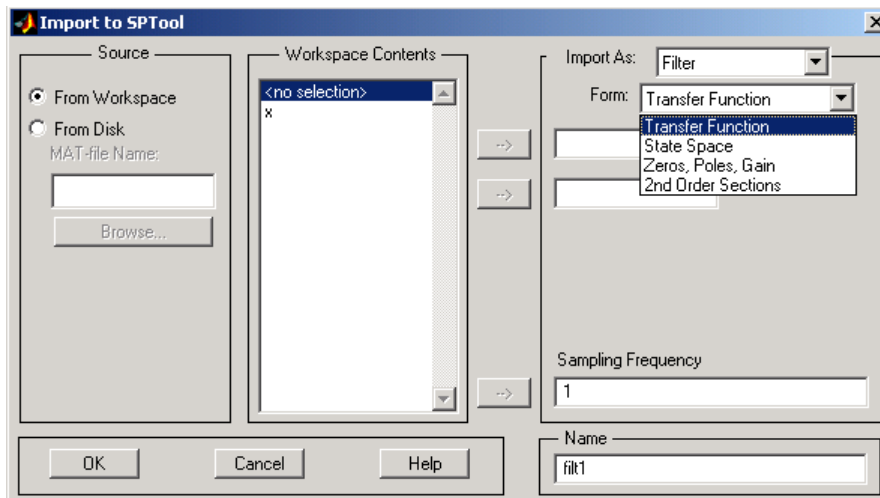 Import to SPTool
Source
From Workspace
From Disk
MAT-file Name:
Browse...
Workspace Contents
<no selection>
x
-->
-->
-->
Import As: Filter
Form: Transfer Function
Transfer Function
State Space
Zeros, Poles, Gain
2nd Order Sections
Sampling Frequency
1
OK
Cancel
Help
Name
filt1